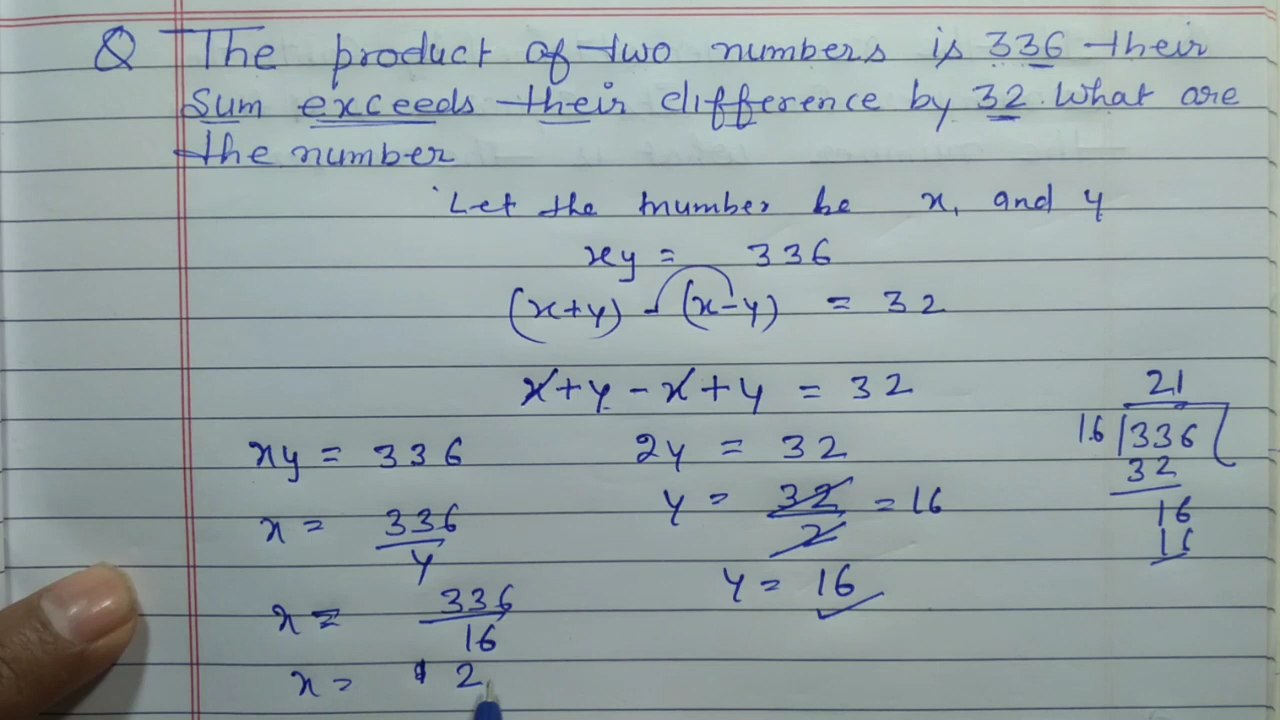 Q The product of two numbers is 336 their
sum exceeds their difference by 32. What are
the number
Let the number be x, and y
xy = 336
(x+y) - (x-y) = 32
x+y-x+y = 32
xy = 336
2y = 32
x = 336/y
y = 32/2 = 16
x = 336/16
y = 16
x = 2
21
16 336
32
16
16